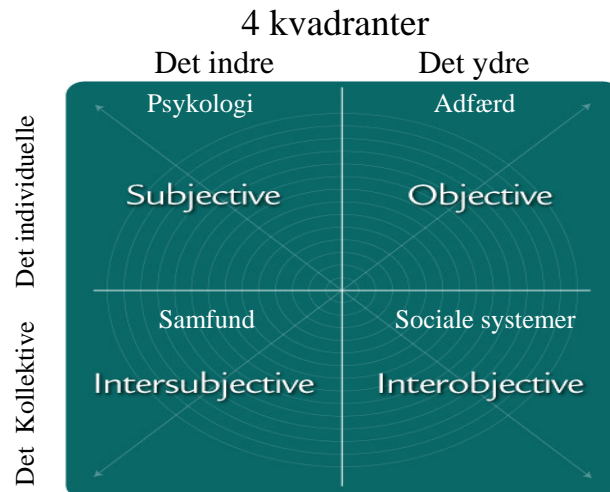 4 kvadranter
Det indre
Det ydre
Det individuelle
Psykologi
Adfærd
Subjective
Objective
Det Kollektive
Samfund
Sociale systemer
Intersubjective
Interobjective